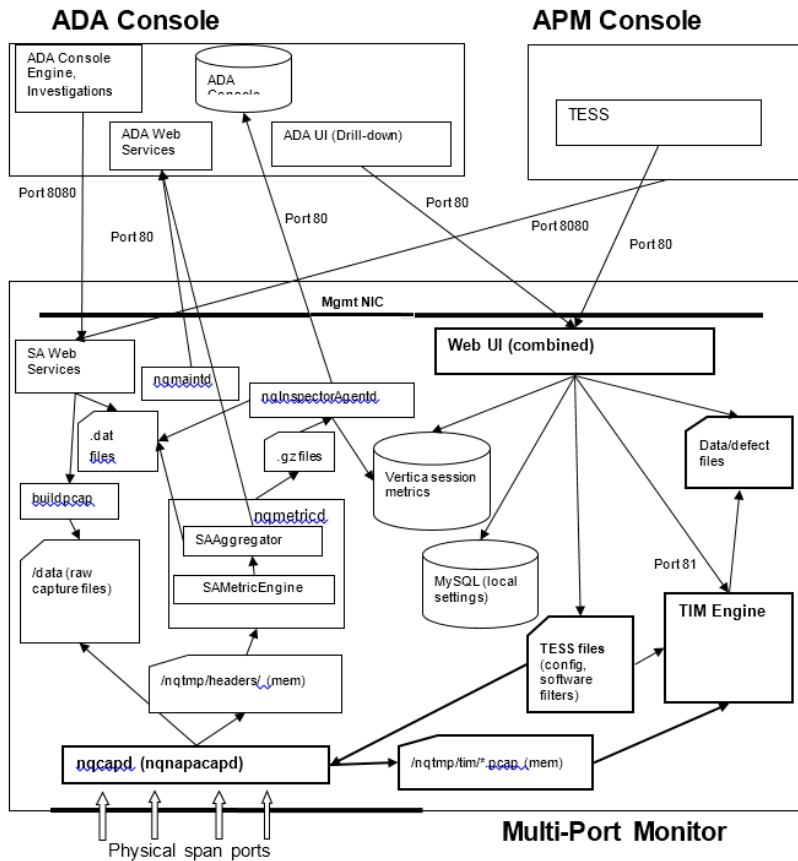 ADA Console
APM Console
ADA Console
Engine,
Investigations
ADA
Console
ADA Web
Services
ADA UI (Drill-down)
TESS
Port 8080
Port 80
Port 80
Port 80
Port 8080
Port 80
Mgmt NIC
SA Web
Services
nqmaintd
nqInspectorAgentd
Web UI (combined)
.dat
files
.gz files
Vertica session
metrics
Data/defect
files
buildpcap
nqmetricd
SAAggregator
SAMetricEngine
/data (raw
capture files)
MySQL (local
settings)
Port 81
TIM Engine
TESS files
(config,
software
filters)
/nqtmp/headers/ (mem)
nqcapd (nqnapacapd)
/nqtmp/tim/*.pcap (mem)
Physical span ports
Multi-Port Monitor